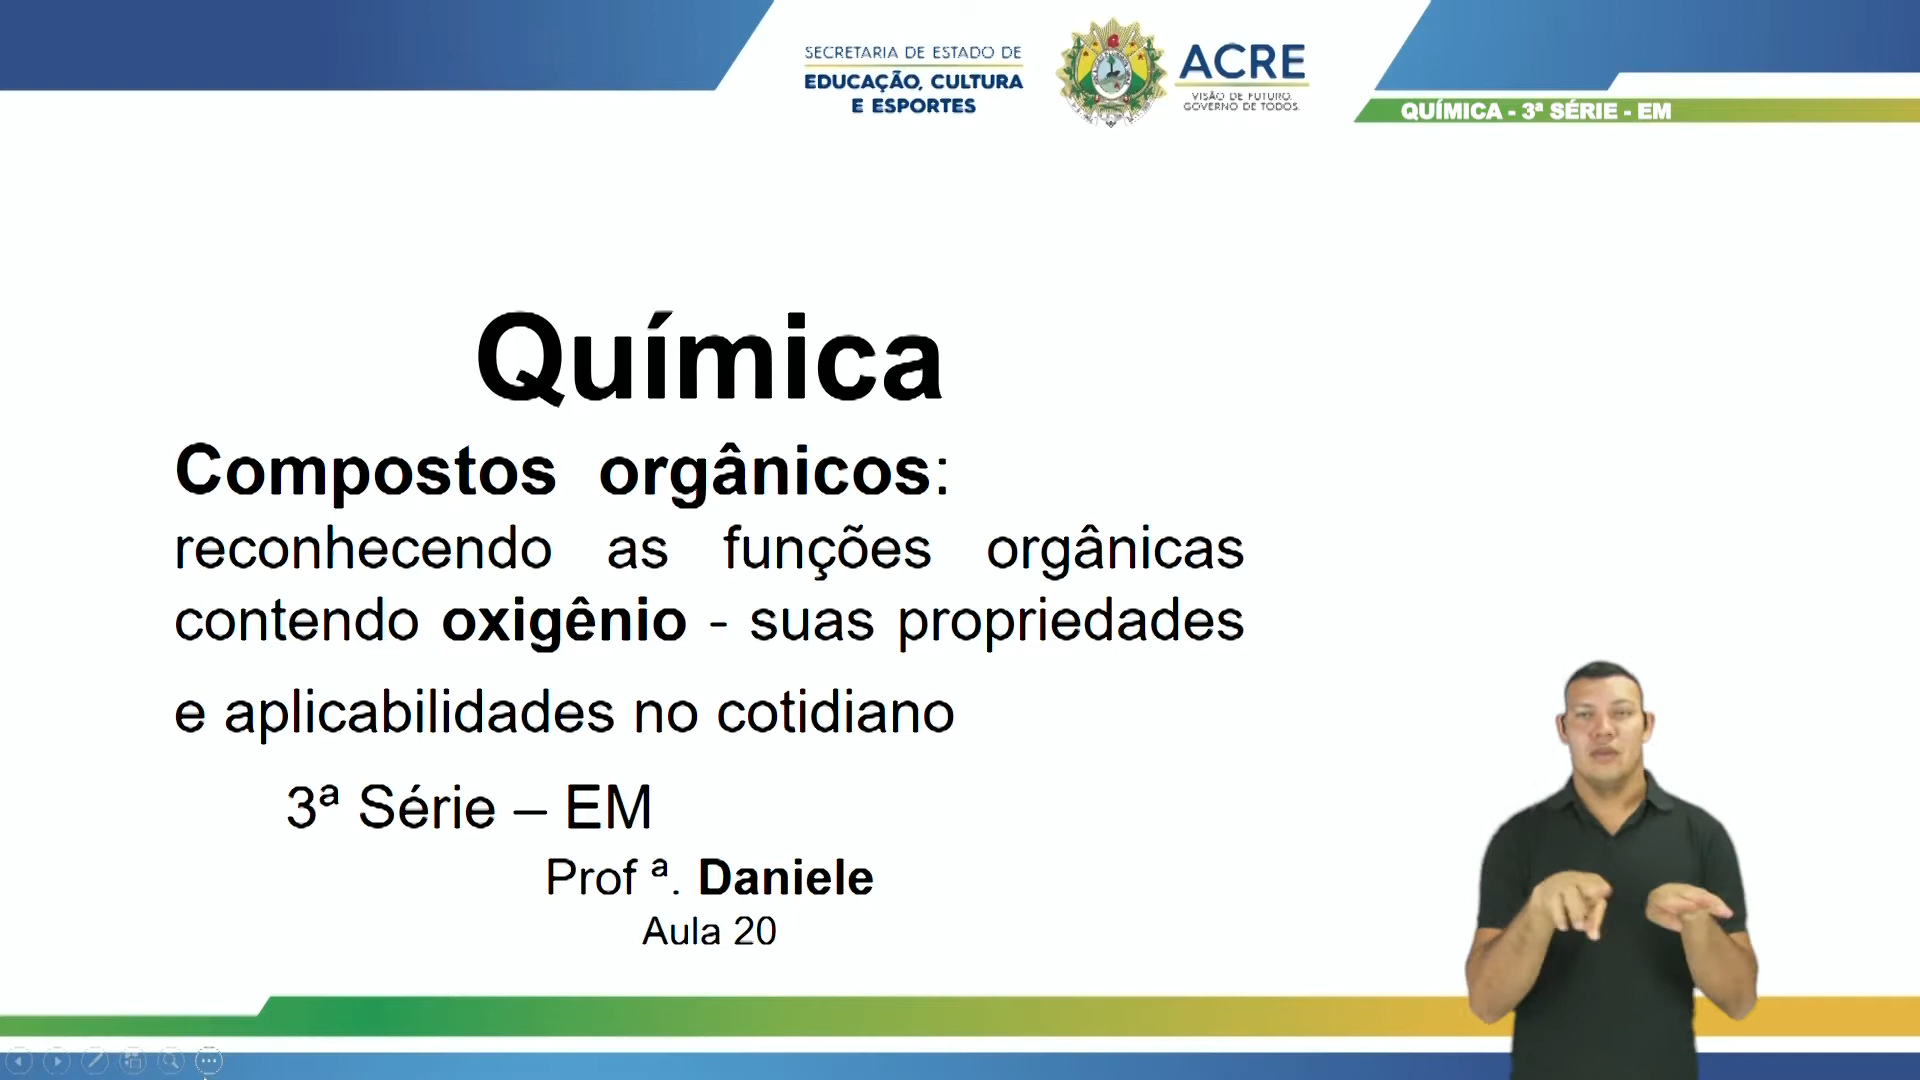 SECRETARIA DE ESTADO DE
EDUCAÇÃO, CULTURA
E ESPORTES
ACRE
VISÃO DE FUTURO.
GOVERNO DE TODOS.
QUÍMICA - 3ª SÉRIE - EM
Química
Compostos orgânicos:
reconhecendo as funções orgânicas
contendo oxigênio - suas propriedades
e aplicabilidades no cotidiano
3ª Série – EM
Prof ª. Daniele
Aula 20